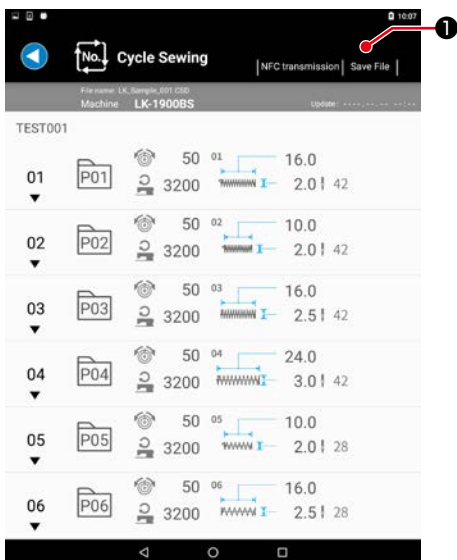 10:07
❶
No. Cycle Sewing
NFC transmission Save File
File name: LK_Sample_001.CSD
Machine LK-1900BS Update: ----.--.-- --:--
TEST001
01 P01 50 01 16.0
3200 2.0 42
02 P02 50 02 10.0
3200 2.0 42
03 P03 50 03 16.0
3200 2.5 42
04 P04 50 04 24.0
3200 3.0 42
05 P05 50 05 10.0
3200 2.0 28
06 P06 50 06 16.0
3200 2.5 28